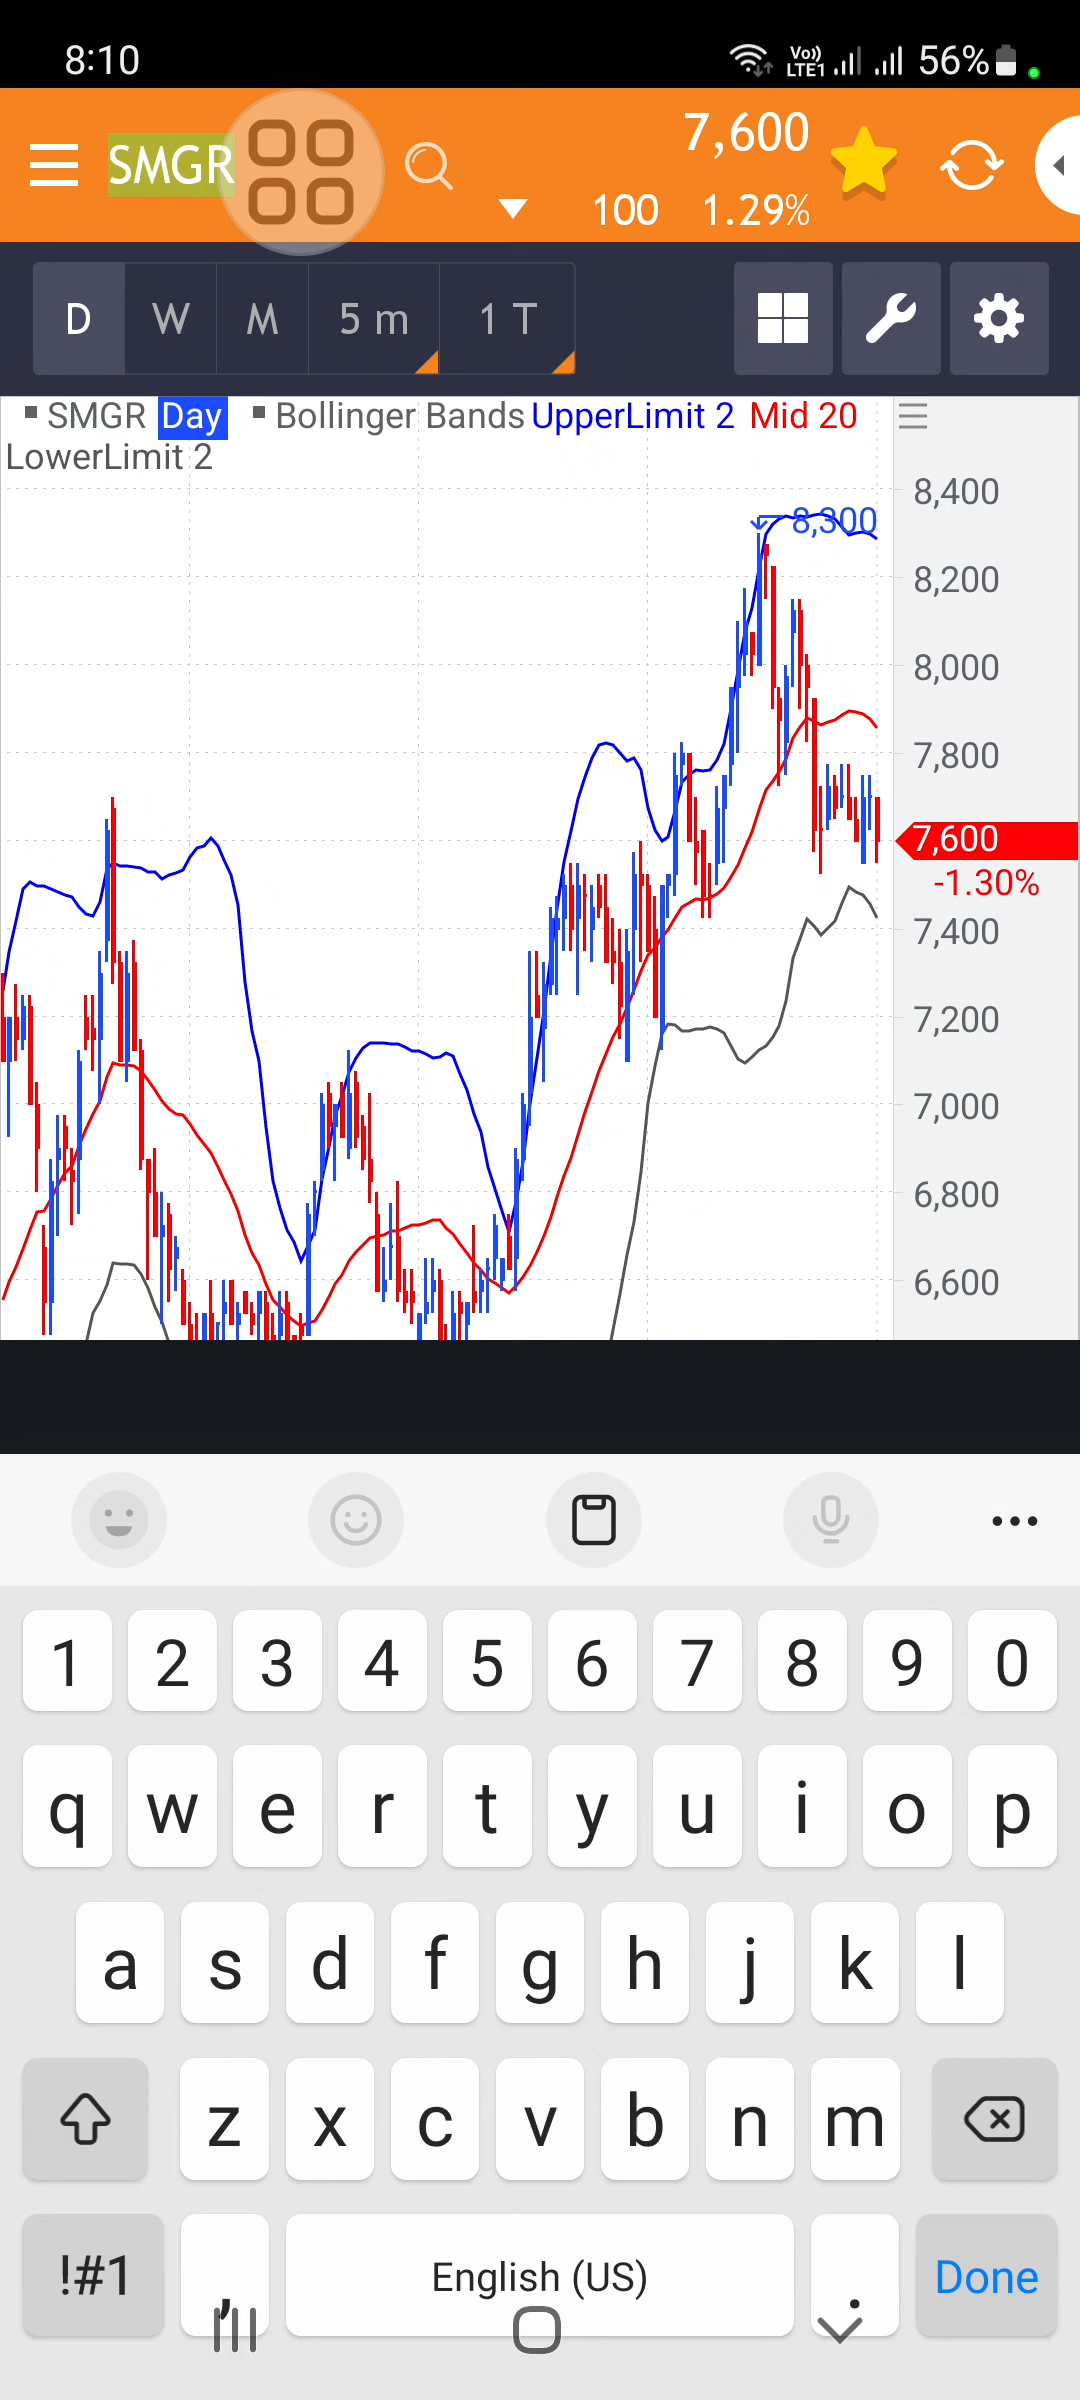 8:10 Vo)) LTE1 56%
SMGR 7,600
100 1.29%
D W M 5 m 1 T
SMGR Day Bollinger Bands UpperLimit 2 Mid 20
LowerLimit 2
8,400
8,300
8,200
8,000
7,800
7,600
-1.30%
7,400
7,200
7,000
6,800
6,600
1 2 3 4 5 6 7 8 9 0
q w e r t y u i o p
a s d f g h j k l
z x c v b n m
!#1 , English (US) . Done